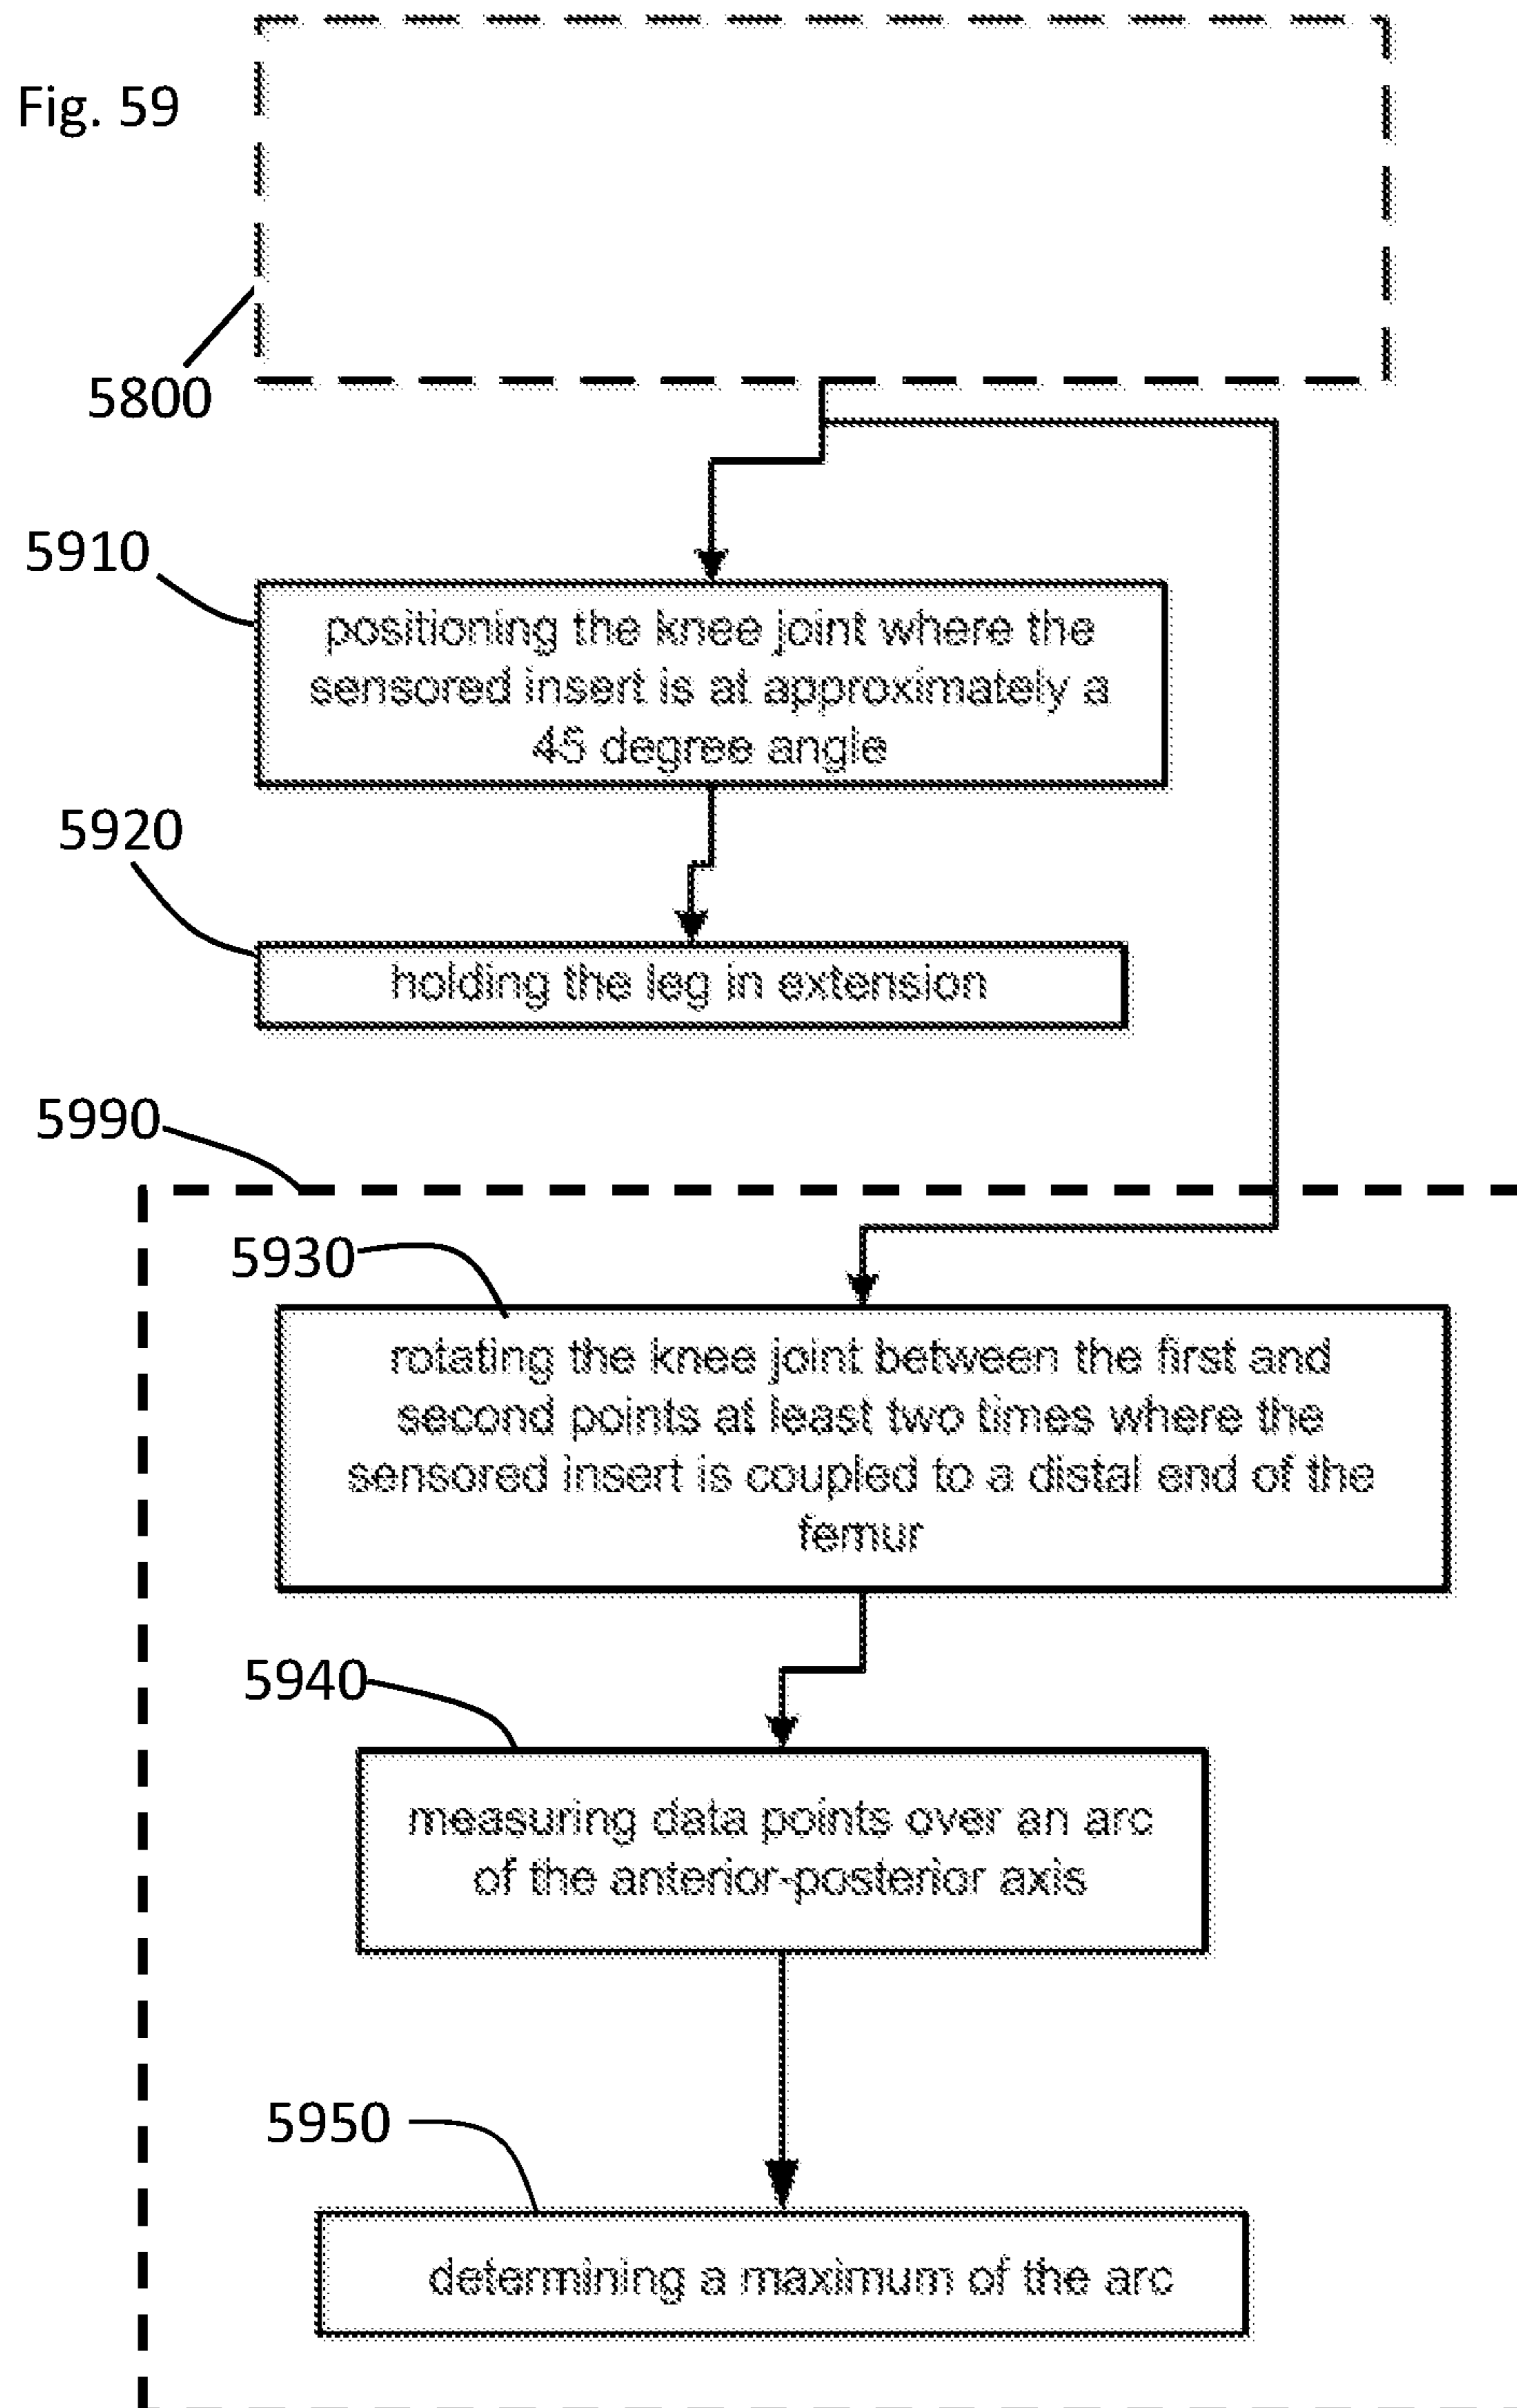 Fig. 59
5800
5910
positioning the knee joint where the
sensored insert is at approximately a
45 degree angle
5920
holding the leg in extension
5990
5930
rotating the knee joint between the first and
second points at least two times where the
sensored insert is coupled to a distal end of the
femur
5940
measuring data points over an arc
of the anterior-posterior axis
5950
determining a maximum of the arc